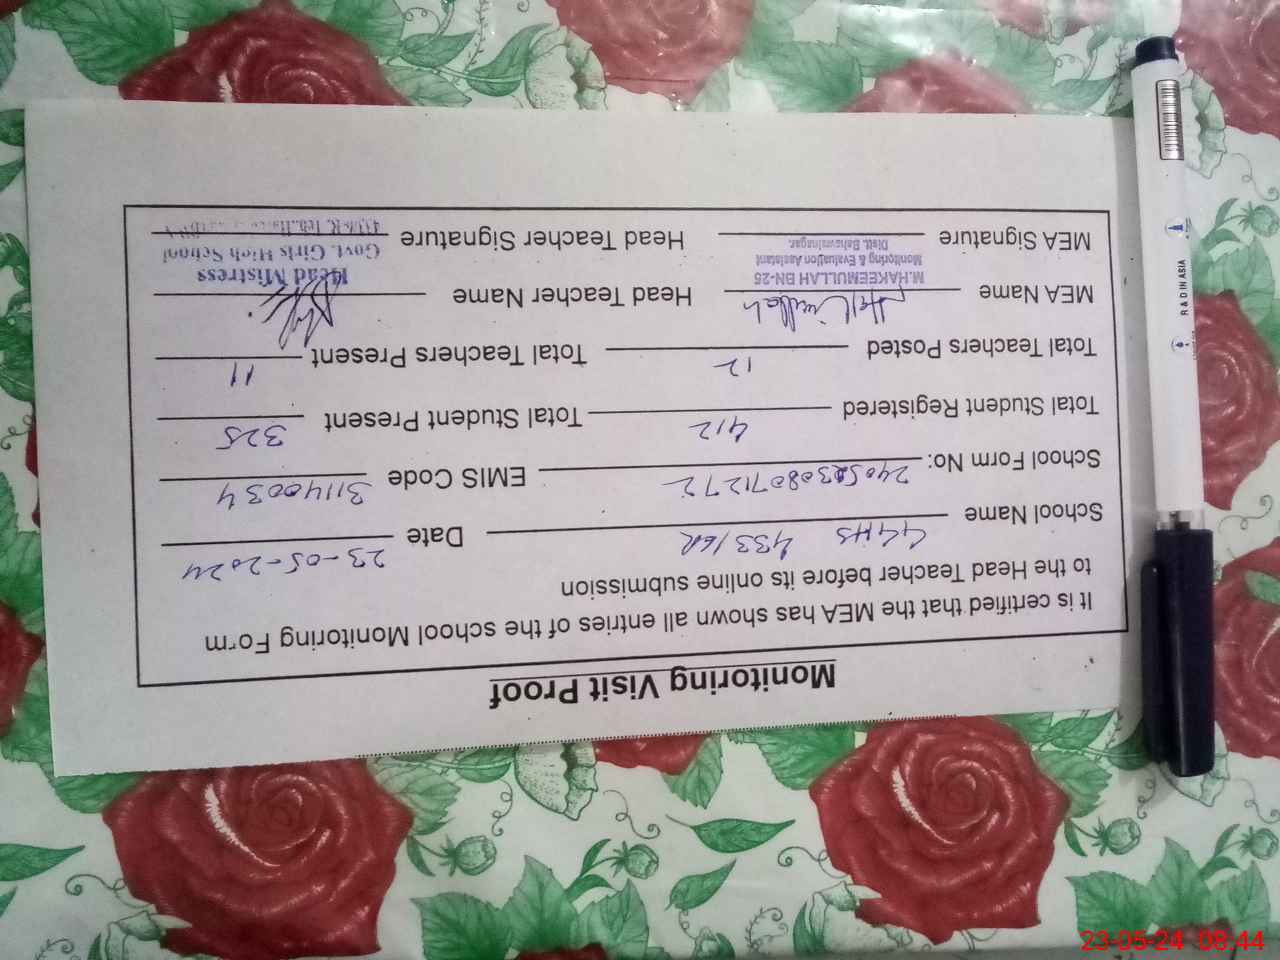 Monitoring Visit Proof
It is certified that the MEA has shown all entries of the school Monitoring Form
to the Head Teacher before its online submission
School Name GGHS 433/6R Date 23-05-2024
School Form No: 24052308071272 EMIS Code 31140034
Total Student Registered 412 Total Student Present 325
Total Teachers Posted 12 Total Teachers Present 11
MEA Name Head Teacher Name
M.HAKEEMULLAH BN-25
Monitoring & Evaluation Assistant
Distt. Bahawalnagar.
Head Mistress
Govt. Girls High School
MEA Signature Head Teacher Signature
R & D IN ASIA
23-05-24 08:44